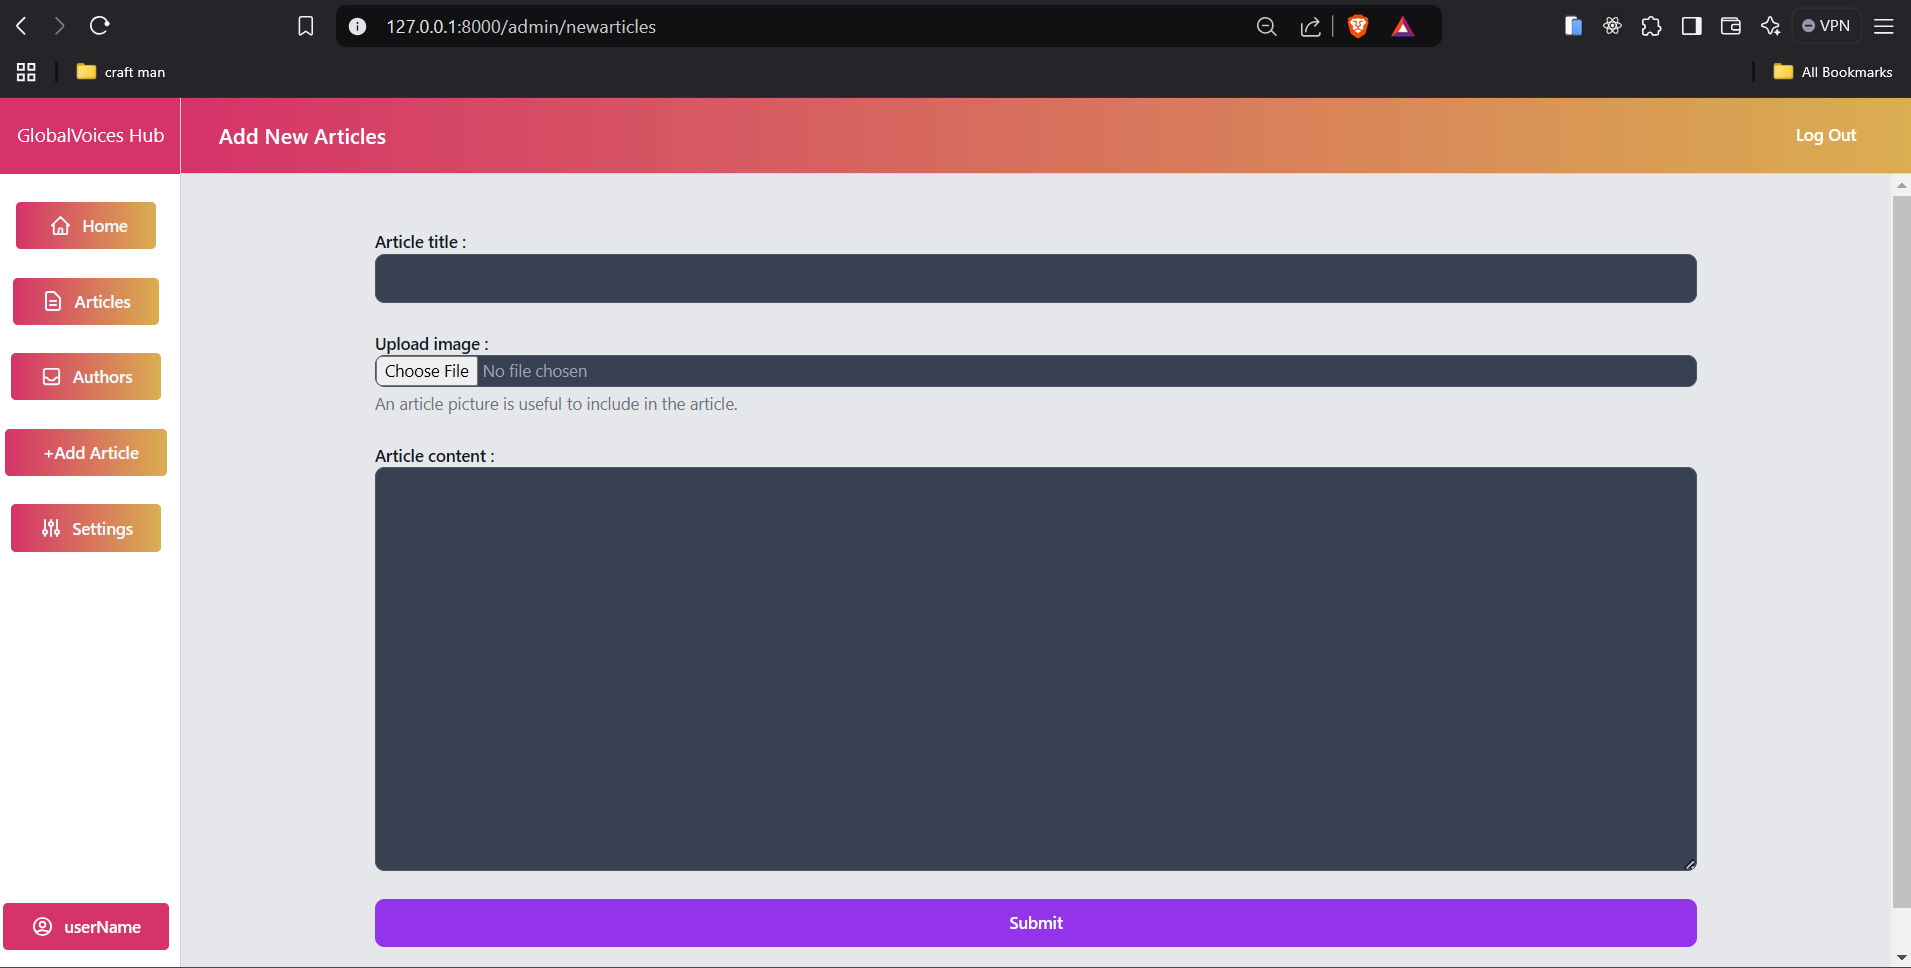 127.0.0.1:8000/admin/newarticles
VPN
craft man
All Bookmarks
GlobalVoices Hub
Add New Articles
Log Out
Home
Articles
Authors
+Add Article
Settings
userName
Article title :
Upload image :
Choose File No file chosen
An article picture is useful to include in the article.
Article content :
Submit